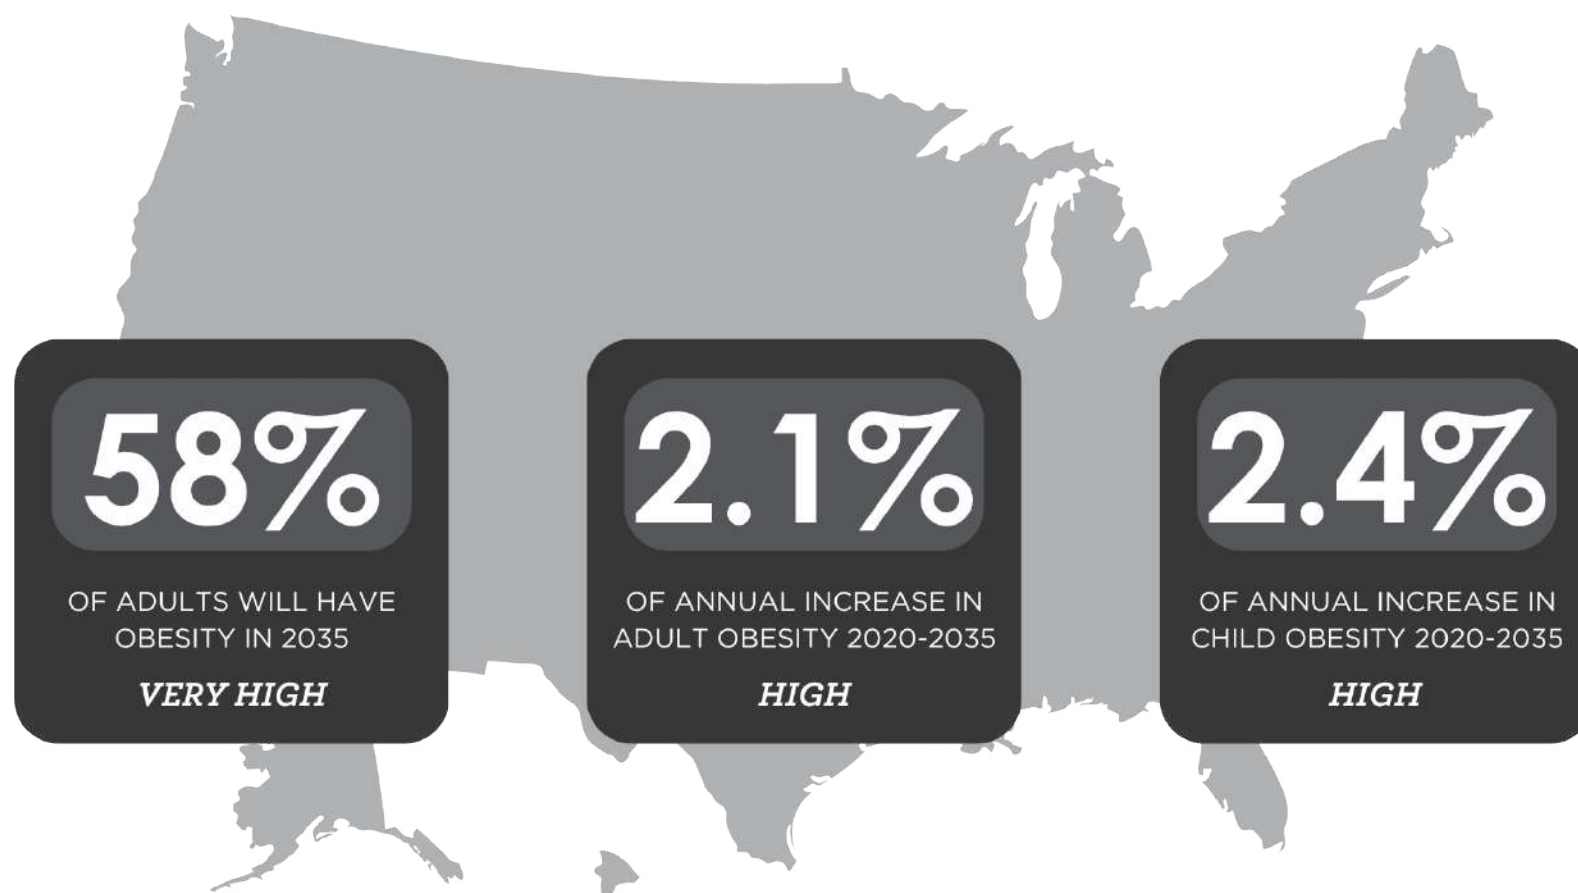 58%
OF ADULTS WILL HAVE
OBESITY IN 2035
VERY HIGH
2.1%
OF ANNUAL INCREASE IN
ADULT OBESITY 2020-2035
HIGH
2.4%
OF ANNUAL INCREASE IN
CHILD OBESITY 2020-2035
HIGH